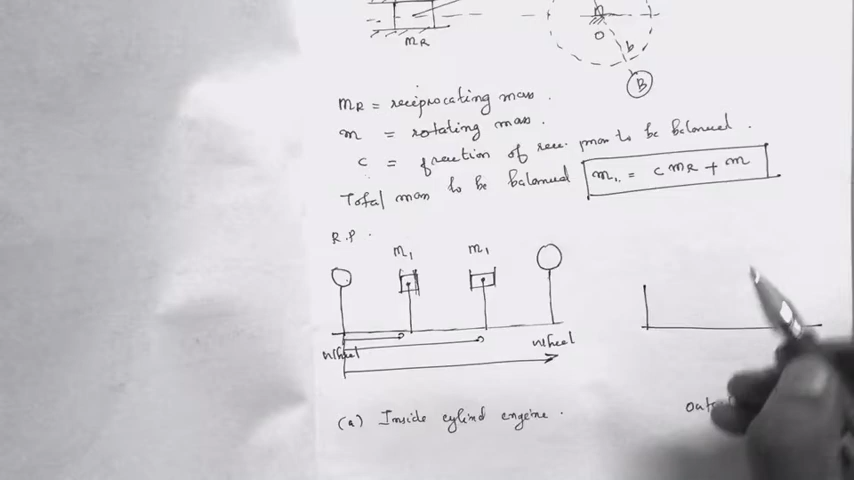 mR
O
b
B
mR = reciprocating mass.
m = rotating mass.
c = fraction of rec. mass to be balanced.
Total mass to be balanced m1. = c mR + m
R.P.
m1 m1
wheel wheel
(a) Inside cylind engine.